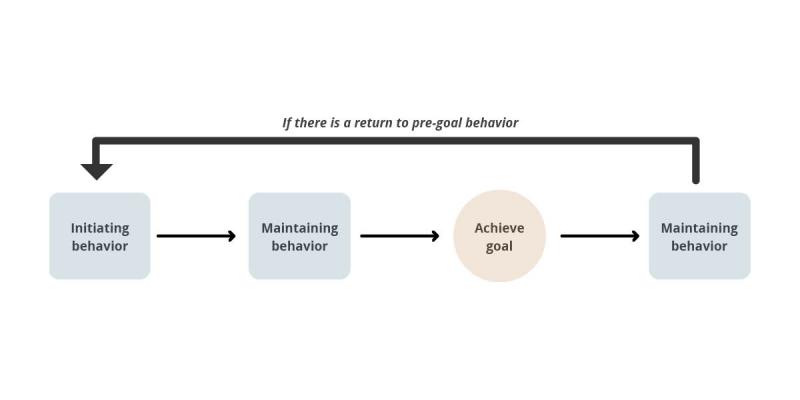 If there is a return to pre-goal behavior
Initiating
behavior
Maintaining
behavior
Achieve
goal
Maintaining
behavior